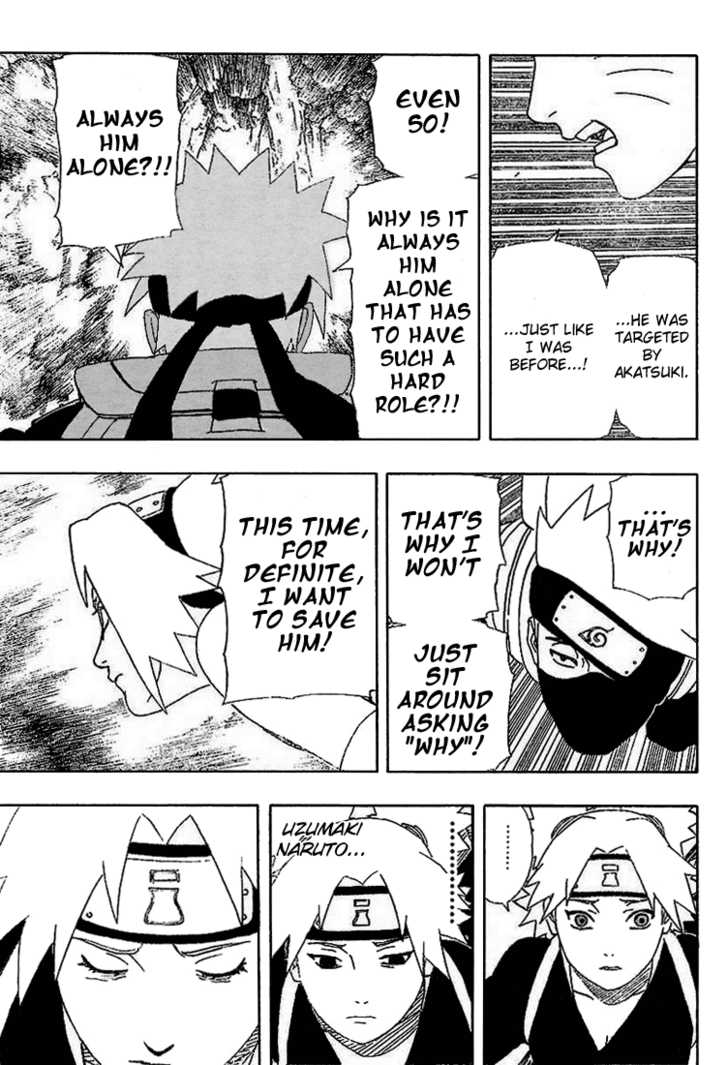 ...HE WAS
TARGETED
BY
AKATSUKI.
...JUST LIKE
I WAS
BEFORE...!
EVEN
SO!
WHY IS IT
ALWAYS
HIM
ALONE
THAT HAS
TO HAVE
SUCH A
HARD
ROLE?!!
ALWAYS
HIM
ALONE?!!
...
THAT'S
WHY!
THAT'S
WHY I
WON'T
JUST
SIT
AROUND
ASKING
"WHY"!
THIS TIME,
FOR
DEFINITE,
I WANT
TO SAVE
HIM!
.......
.........
UZUMAKI
NARUTO...